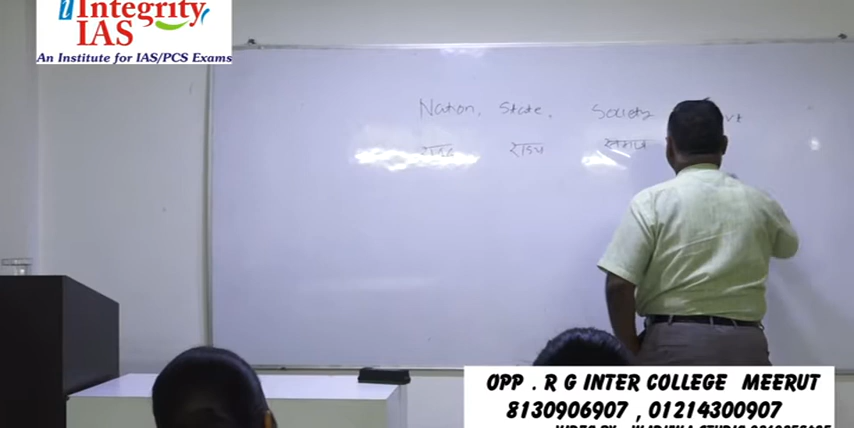 Integrity
IAS
An Institute for IAS/PCS Exams
Nation, State, Society
राष्ट्र राज्य समाज
OPP . R G INTER COLLEGE MEERUT
8130906907 , 01214300907